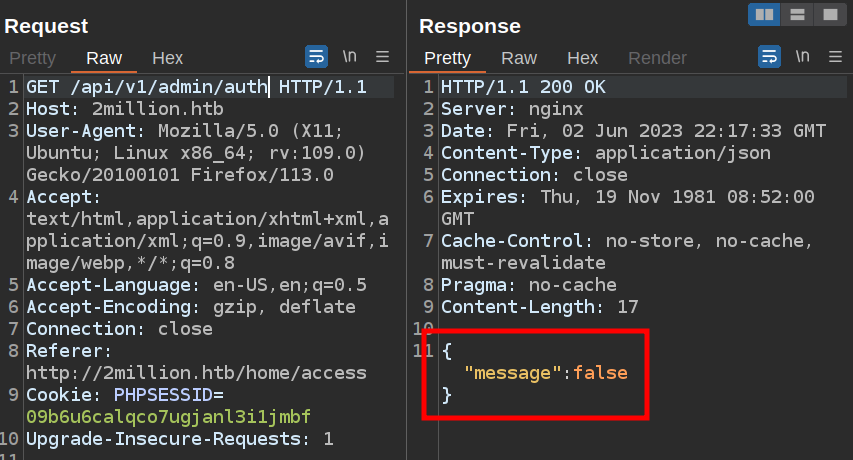 Request
Pretty Raw Hex \n
1 GET /api/v1/admin/auth HTTP/1.1
2 Host: 2million.htb
3 User-Agent: Mozilla/5.0 (X11;
Ubuntu; Linux x86_64; rv:109.0)
Gecko/20100101 Firefox/113.0
4 Accept:
text/html,application/xhtml+xml,a
pplication/xml;q=0.9,image/avif,i
mage/webp,*/*;q=0.8
5 Accept-Language: en-US,en;q=0.5
6 Accept-Encoding: gzip, deflate
7 Connection: close
8 Referer:
http://2million.htb/home/access
9 Cookie: PHPSESSID=
09b6u6calqco7ugjanl3i1jmbf
10 Upgrade-Insecure-Requests: 1
11
Response
Pretty Raw Hex Render \n
1 HTTP/1.1 200 OK
2 Server: nginx
3 Date: Fri, 02 Jun 2023 22:17:33 GMT
4 Content-Type: application/json
5 Connection: close
6 Expires: Thu, 19 Nov 1981 08:52:00
GMT
7 Cache-Control: no-store, no-cache,
must-revalidate
8 Pragma: no-cache
9 Content-Length: 17
10
11 {
"message":false
}